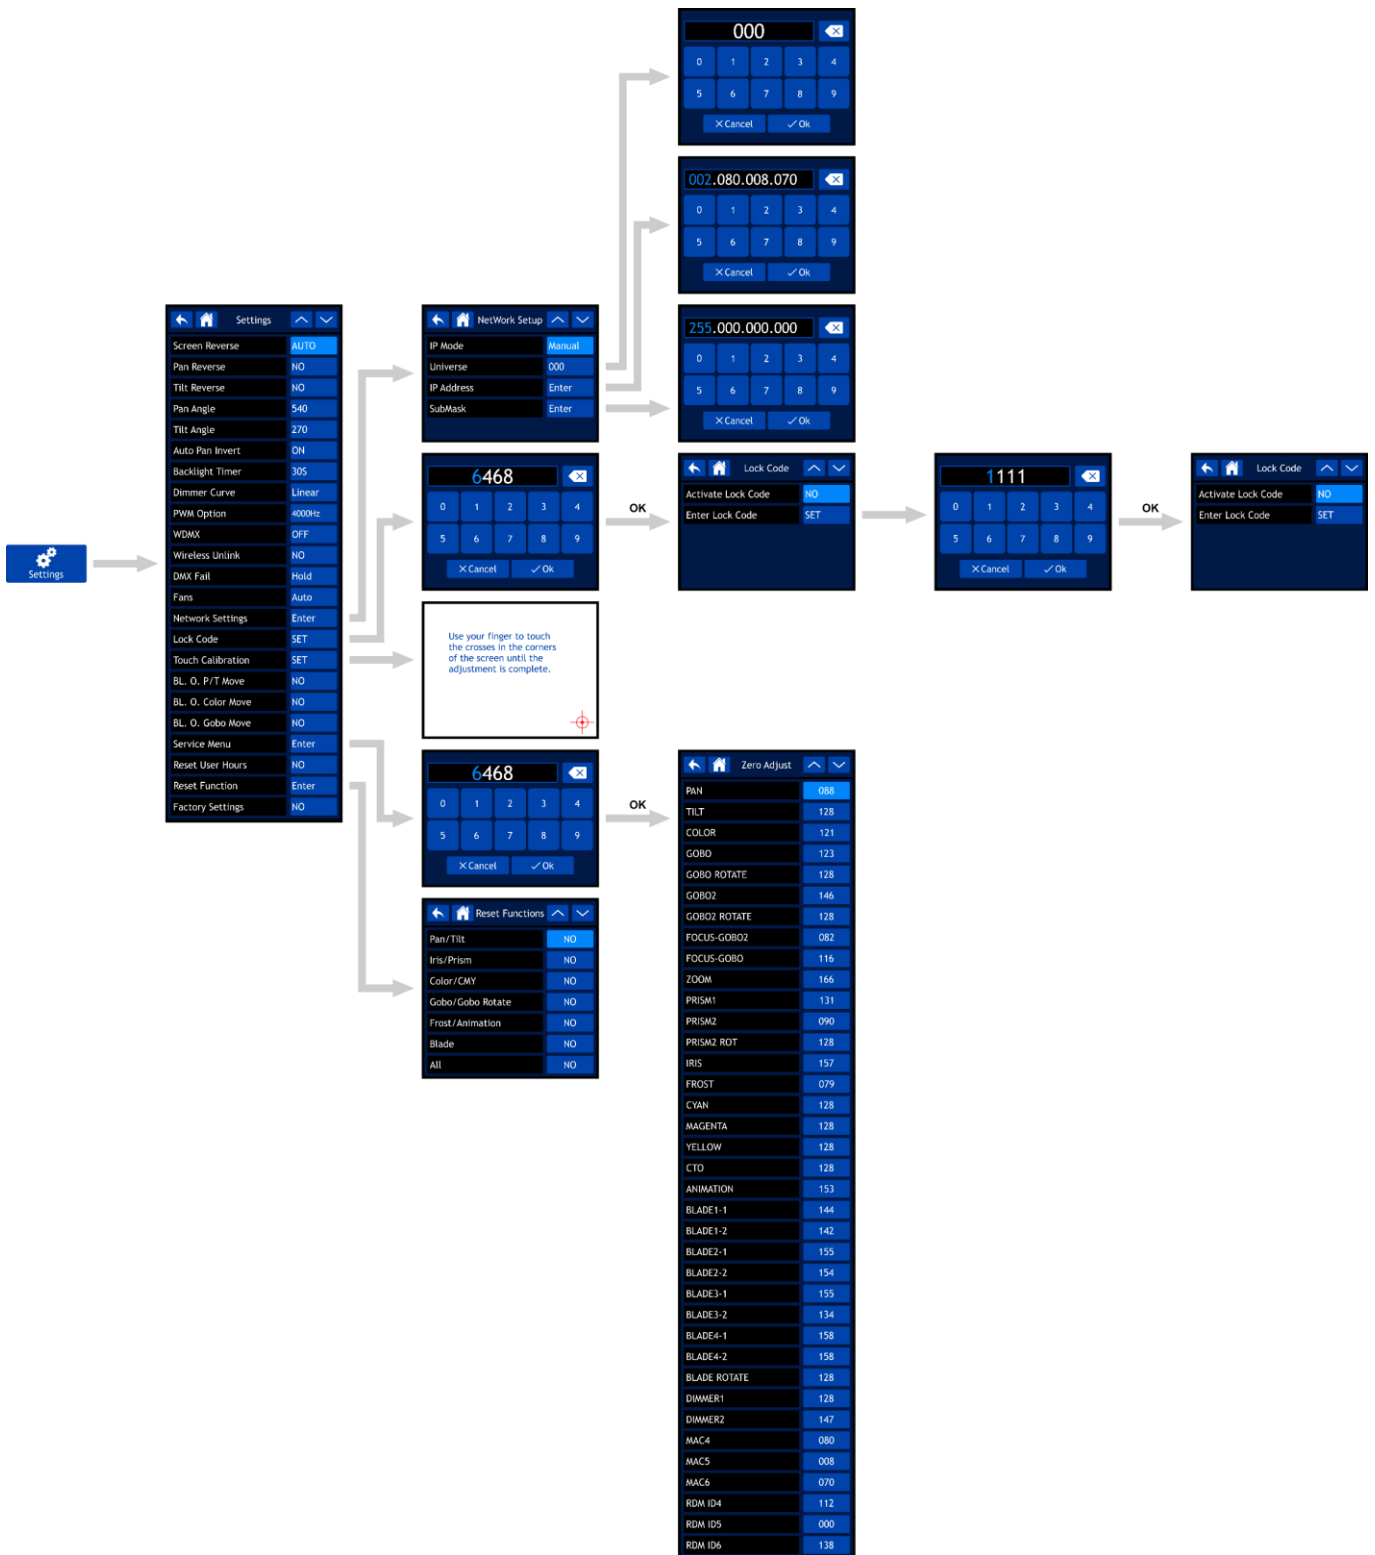 000
0 1 2 3 4
5 6 7 8 9
Cancel Ok
002.080.008.070
0 1 2 3 4
5 6 7 8 9
Cancel Ok
255.000.000.000
0 1 2 3 4
5 6 7 8 9
Cancel Ok
Settings
Settings
Screen Reverse AUTO
Pan Reverse NO
Tilt Reverse NO
Pan Angle 540
Tilt Angle 270
Auto Pan Invert ON
Backlight Timer 30S
Dimmer Curve Linear
PWM Option 4000Hz
WDMX OFF
Wireless Unlink NO
DMX Fail Hold
Fans Auto
Network Settings Enter
Lock Code SET
Touch Calibration SET
BL. O. P/T Move NO
BL. O. Color Move NO
BL. O. Gobo Move NO
Service Menu Enter
Reset User Hours NO
Reset Function Enter
Factory Settings NO
NetWork Setup
IP Mode Manual
Universe 000
IP Address Enter
SubMask Enter
6468
0 1 2 3 4
5 6 7 8 9
Cancel Ok
OK
Lock Code
Activate Lock Code NO
Enter Lock Code SET
1111
0 1 2 3 4
5 6 7 8 9
Cancel Ok
OK
Lock Code
Activate Lock Code NO
Enter Lock Code SET
Use your finger to touch
the crosses in the corners
of the screen until the
adjustment is complete.
6468
0 1 2 3 4
5 6 7 8 9
Cancel Ok
OK
Reset Functions
Pan/Tilt NO
Iris/Prism NO
Color/CMY NO
Gobo/Gobo Rotate NO
Frost/Animation NO
Blade NO
All NO
Zero Adjust
PAN 088
TILT 128
COLOR 121
GOBO 123
GOBO ROTATE 128
GOBO2 146
GOBO2 ROTATE 128
FOCUS-GOBO2 082
FOCUS-GOBO 116
ZOOM 166
PRISM1 131
PRISM2 090
PRISM2 ROT 128
IRIS 157
FROST 079
CYAN 128
MAGENTA 128
YELLOW 128
CTO 128
ANIMATION 153
BLADE1-1 144
BLADE1-2 142
BLADE2-1 155
BLADE2-2 154
BLADE3-1 155
BLADE3-2 134
BLADE4-1 158
BLADE4-2 158
BLADE ROTATE 128
DIMMER1 128
DIMMER2 147
MAC4 080
MAC5 008
MAC6 070
RDM ID4 112
RDM ID5 000
RDM ID6 138